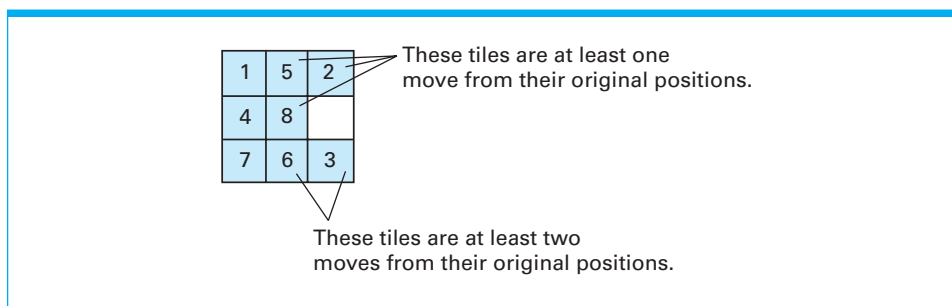 These tiles are at least one
move from their original positions.
1 5 2
4 8
7 6 3
These tiles are at least two
moves from their original positions.